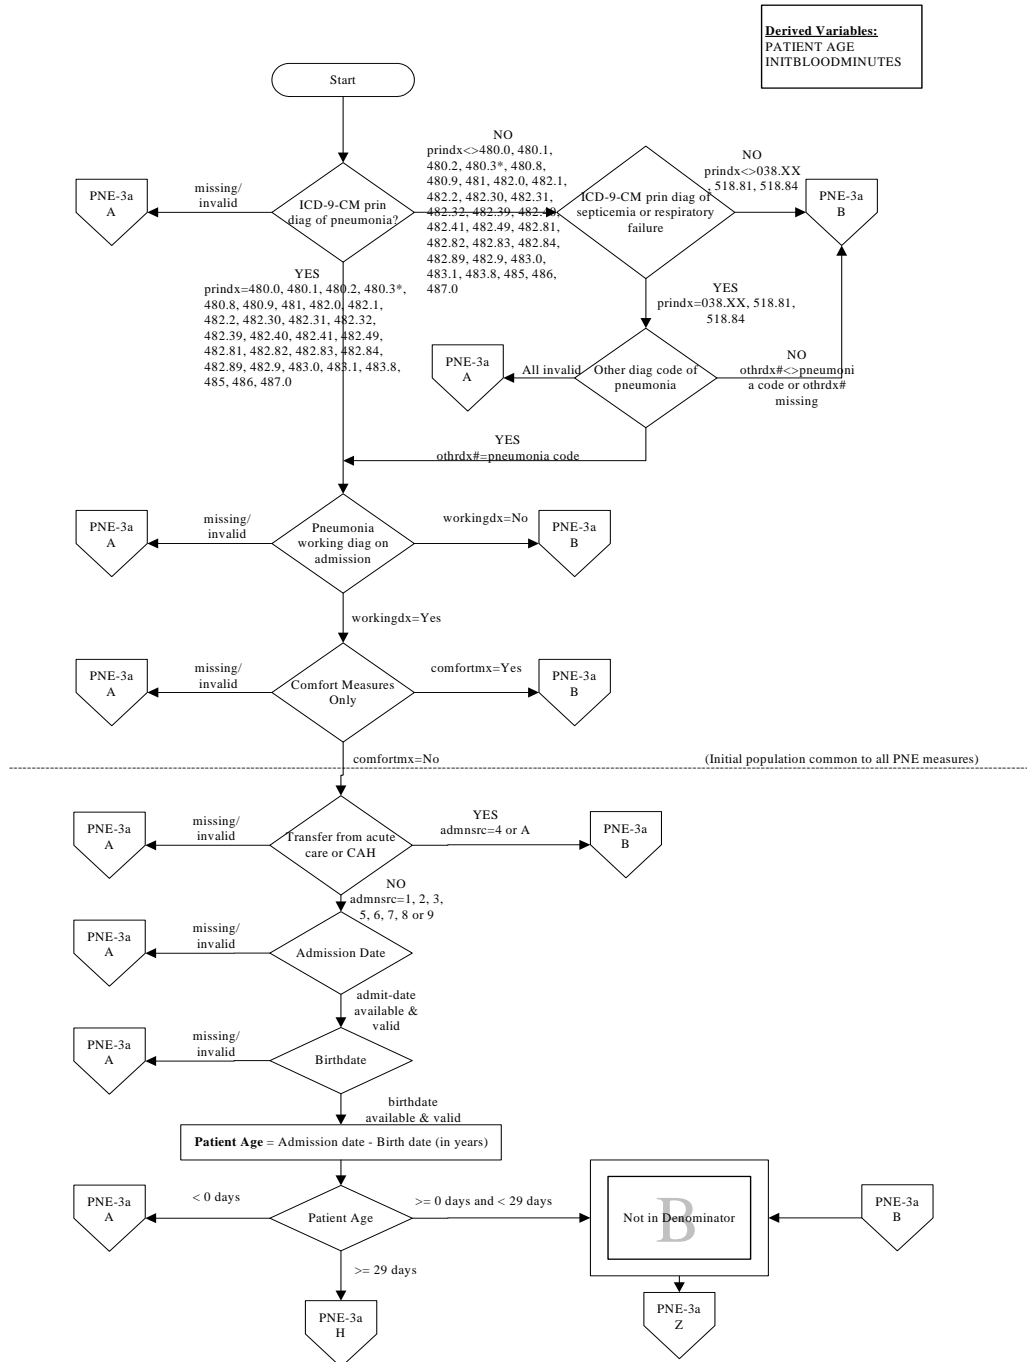 Derived Variables:
PATIENT AGE
INITBLOODMINUTES
Start
PNE-3a
A
missing/
invalid
ICD-9-CM prin
diag of pneumonia?
NO
prindx<>480.0, 480.1,
480.2, 480.3*, 480.8,
480.9, 481, 482.0, 482.1,
482.2, 482.30, 482.31,
482.32, 482.39, 482.40,
482.41, 482.49, 482.81,
482.82, 482.83, 482.84,
482.89, 482.9, 483.0,
483.1, 483.8, 485, 486,
487.0
ICD-9-CM prin diag of
septicemia or respiratory
failure
NO
prindx<>038.XX
, 518.81, 518.84
PNE-3a
B
YES
prindx=480.0, 480.1, 480.2, 480.3*,
480.8, 480.9, 481, 482.0, 482.1,
482.2, 482.30, 482.31, 482.32,
482.39, 482.40, 482.41, 482.49,
482.81, 482.82, 482.83, 482.84,
482.89, 482.9, 483.0, 483.1, 483.8,
485, 486, 487.0
YES
prindx=038.XX, 518.81,
518.84
PNE-3a
A
All invalid
Other diag code of
pneumonia
NO
othrdx#<>pneumoni
a code or othrdx#
missing
YES
othrdx#=pneumonia code
PNE-3a
A
missing/
invalid
Pneumonia
working diag on
admission
workingdx=No
PNE-3a
B
workingdx=Yes
PNE-3a
A
missing/
invalid
Comfort Measures
Only
comfortmx=Yes
PNE-3a
B
comfortmx=No
(Initial population common to all PNE measures)
PNE-3a
A
missing/
invalid
Transfer from acute
care or CAH
YES
admnsrc=4 or A
PNE-3a
B
NO
admnsrc=1, 2, 3,
5, 6, 7, 8 or 9
PNE-3a
A
missing/
invalid
Admission Date
admit-date
available &
valid
PNE-3a
A
missing/
invalid
Birthdate
birthdate
available & valid
Patient Age = Admission date - Birth date (in years)
PNE-3a
A
< 0 days
Patient Age
>= 0 days and < 29 days
B
Not in Denominator
PNE-3a
B
>= 29 days
PNE-3a
H
PNE-3a
Z